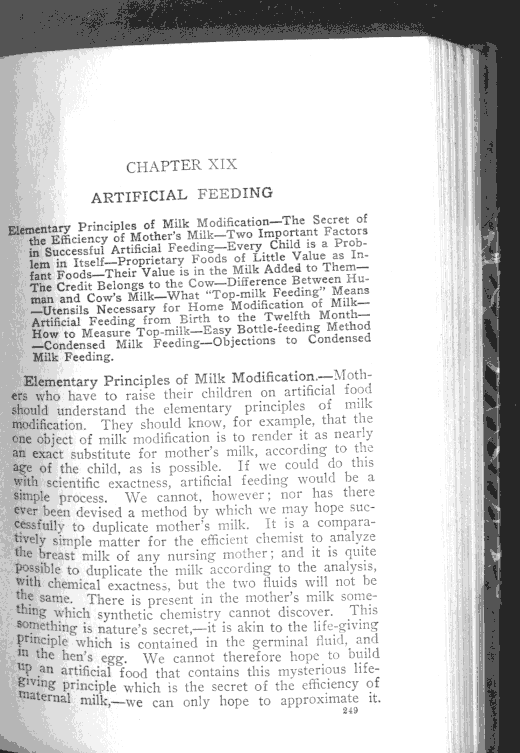 CHAPTER XIX
ARTIFICIAL FEEDING
Elementary Principles of Milk Modification—The Secret of
the Efficiency of Mother's Milk—Two Important Factors
in Successful Artificial Feeding—Every Child is a Prob-
lem in Itself—Proprietary Foods of Little Value as In-
fant Foods—Their Value is in the Milk Added to Them—
The Credit Belongs to the Cow—Difference Between Hu-
man and Cow's Milk—What "Top-milk Feeding" Means
—Utensils Necessary for Home Modification of Milk—
Artificial Feeding from Birth to the Twelfth Month—
How to Measure Top-milk—Easy Bottle-feeding Method
—Condensed Milk Feeding—Objections to Condensed
Milk Feeding.
Elementary Principles of Milk Modification.—Moth-
ers who have to raise their children on artificial food
should understand the elementary principles of milk
modification. They should know, for example, that the
one object of milk modification is to render it as nearly
an exact substitute for mother's milk, according to the
age of the child, as is possible. If we could do this
with scientific exactness, artificial feeding would be a
simple process. We cannot, however; nor has there
ever been devised a method by which we may hope suc-
cessfully to duplicate mother's milk. It is a compara-
tively simple matter for the efficient chemist to analyze
the breast milk of any nursing mother; and it is quite
possible to duplicate the milk according to the analysis,
with chemical exactness, but the two fluids will not be
the same. There is present in the mother's milk some-
thing which synthetic chemistry cannot discover. This
something is nature's secret,—it is akin to the life-giving
principle which is contained in the germinal fluid, and
in the hen's egg. We cannot therefore hope to build
up an artificial food that contains this mysterious life-
giving principle which is the secret of the efficiency of
maternal milk,—we can only hope to approximate it.
249